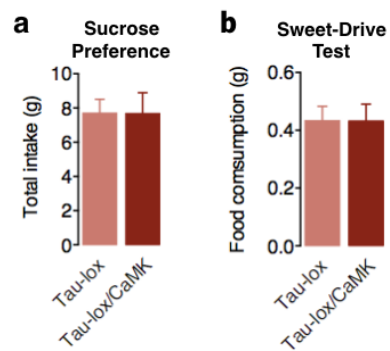 a
Sucrose
Preference
Total intake (g)
10
8
6
4
2
0
Tau-lox
Tau-lox/CaMK
b
Sweet-Drive
Test
Food comsumption (g)
0.6
0.4
0.2
0.0
Tau-lox
Tau-lox/CaMK